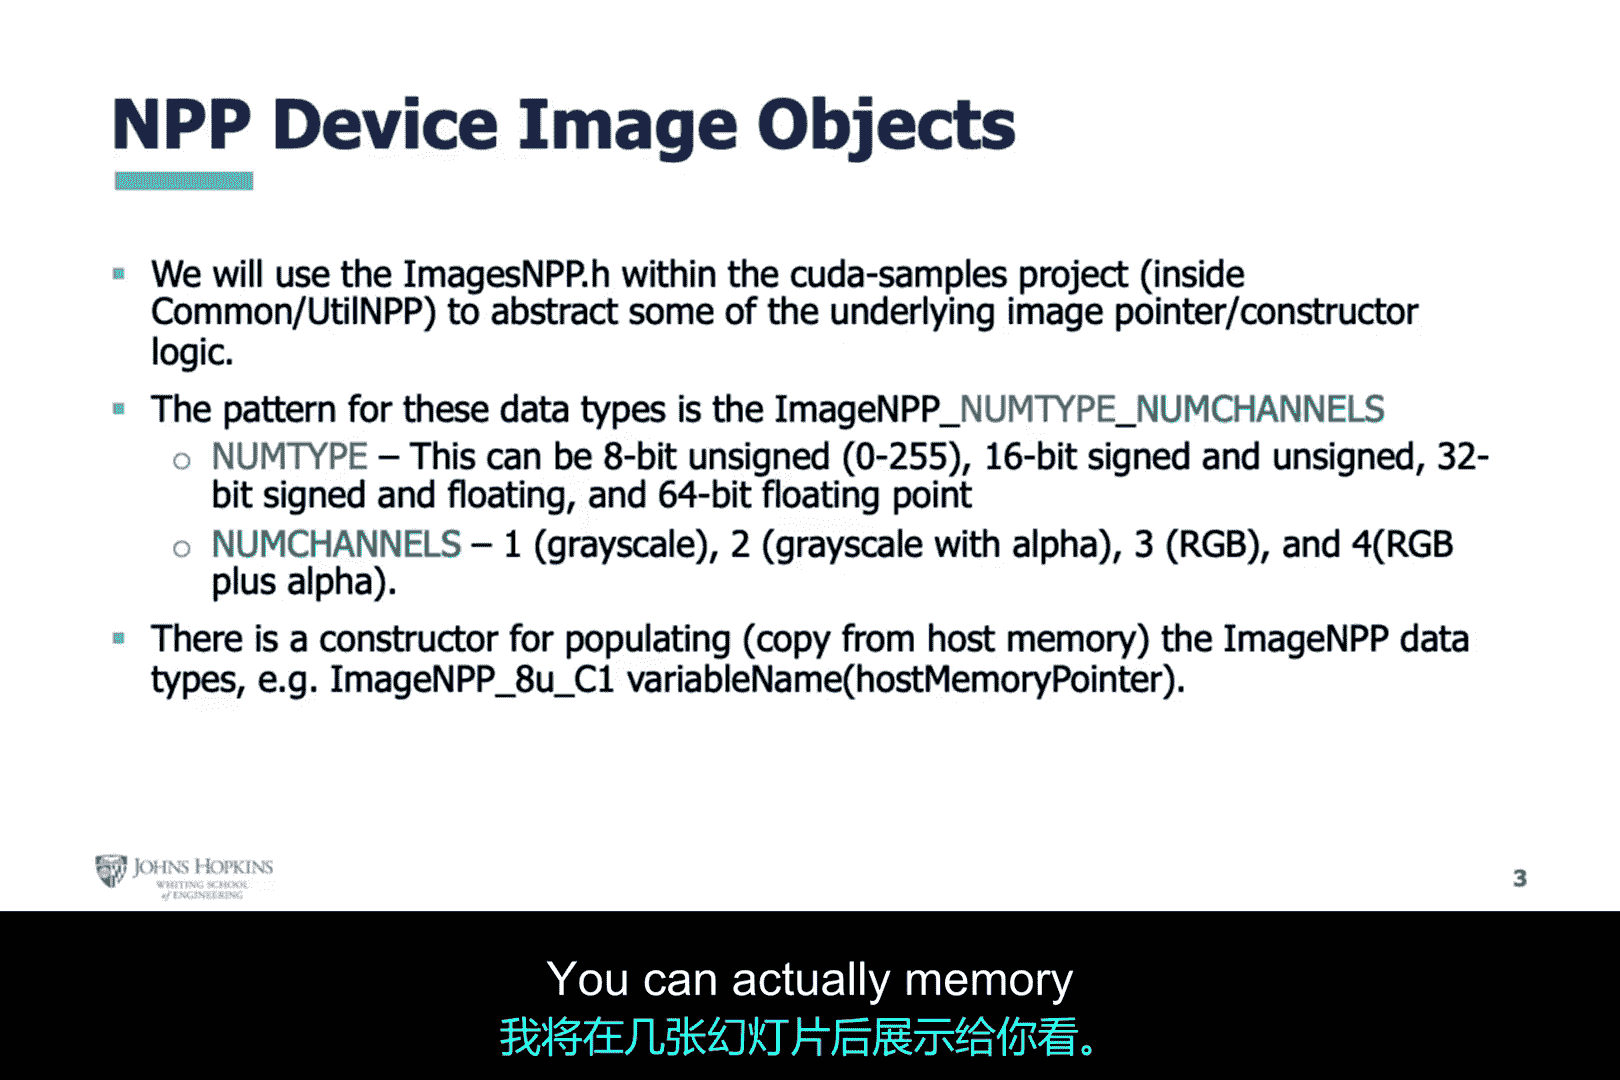 NPP Device Image Objects
We will use the ImagesNPP.h within the cuda-samples project (inside
Common/UtilNPP) to abstract some of the underlying image pointer/constructor
logic.
The pattern for these data types is the ImageNPP_NUMTYPE_NUMCHANNELS
NUMTYPE – This can be 8-bit unsigned (0-255), 16-bit signed and unsigned, 32-
bit signed and floating, and 64-bit floating point
NUMCHANNELS – 1 (grayscale), 2 (grayscale with alpha), 3 (RGB), and 4(RGB
plus alpha).
There is a constructor for populating (copy from host memory) the ImageNPP data
types, e.g. ImageNPP_8u_C1 variableName(hostMemoryPointer).
JOHNS HOPKINS
WHITING SCHOOL
of ENGINEERING
3
You can actually memory
我将在几张幻灯片后展示给你看。